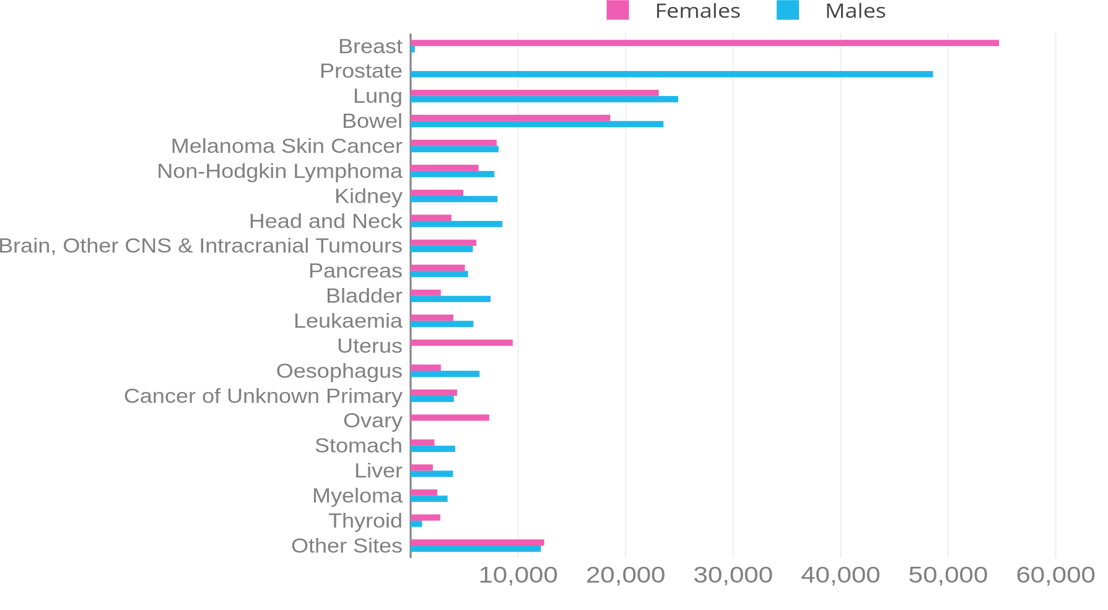 Females Males
Breast
Prostate
Lung
Bowel
Melanoma Skin Cancer
Non-Hodgkin Lymphoma
Kidney
Head and Neck
Brain, Other CNS & Intracranial Tumours
Pancreas
Bladder
Leukaemia
Uterus
Oesophagus
Cancer of Unknown Primary
Ovary
Stomach
Liver
Myeloma
Thyroid
Other Sites
10,000 20,000 30,000 40,000 50,000 60,000